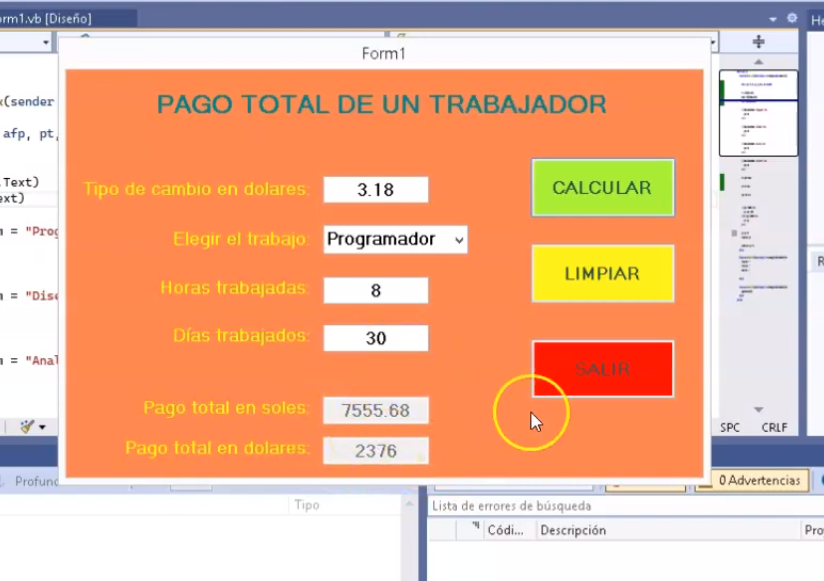 orm1.vb [Diseño]
He
Form1
PAGO TOTAL DE UN TRABAJADOR
x(sender
afp, pt,
.Text)
ext)
Tipo de cambio en dolares: 3.18
CALCULAR
Elegir el trabajo: Programador
n = "Prog
LIMPIAR
Horas trabajadas: 8
n = "Dise
Días trabajados: 30
n = "Anal
SALIR
Pago total en soles: 7555.68
SPC CRLF
Pago total en dolares: 2376
Profun
0 Advertencias
Tipo
Lista de errores de búsqueda
Códi... Descripción Pro